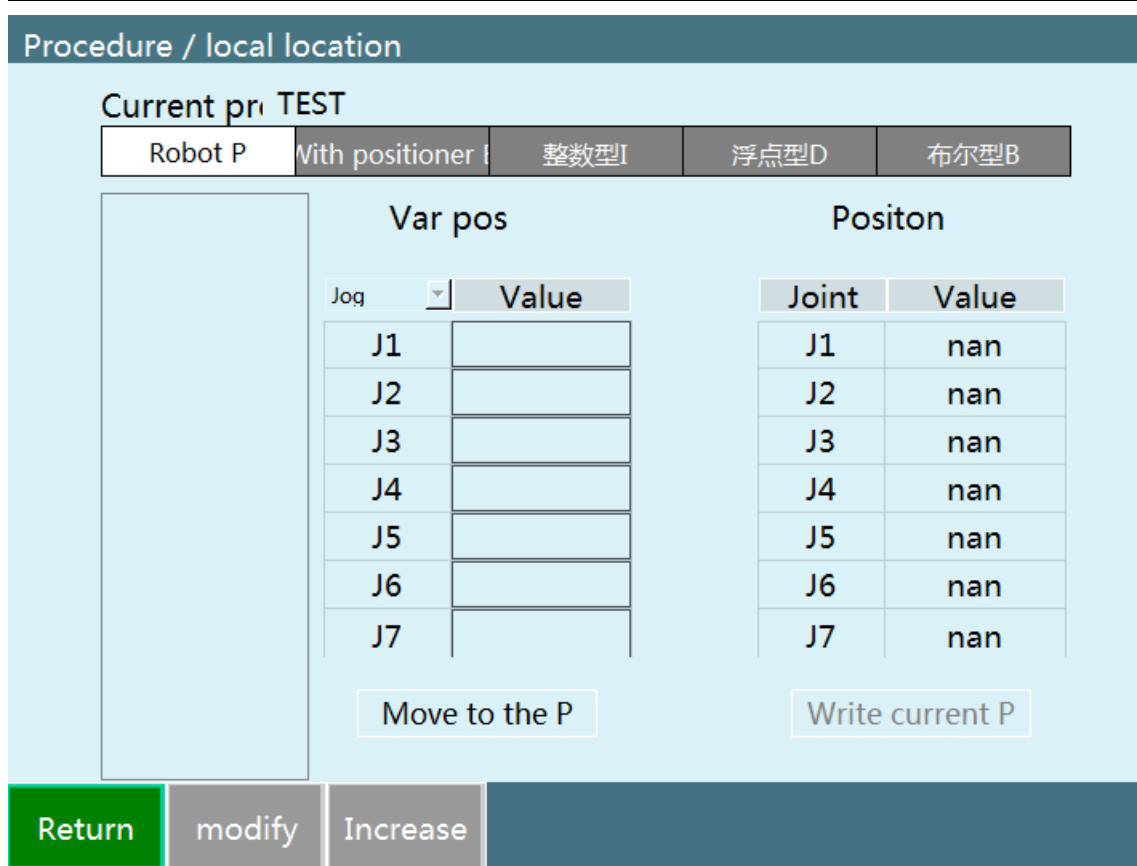 Procedure / local location
Current pr TEST
Robot P With positioner 整数型I 浮点型D 布尔型B
Var pos Positon
Jog Value Joint Value
J1 J1 nan
J2 J2 nan
J3 J3 nan
J4 J4 nan
J5 J5 nan
J6 J6 nan
J7 J7 nan
Move to the P Write current P
Return modify Increase